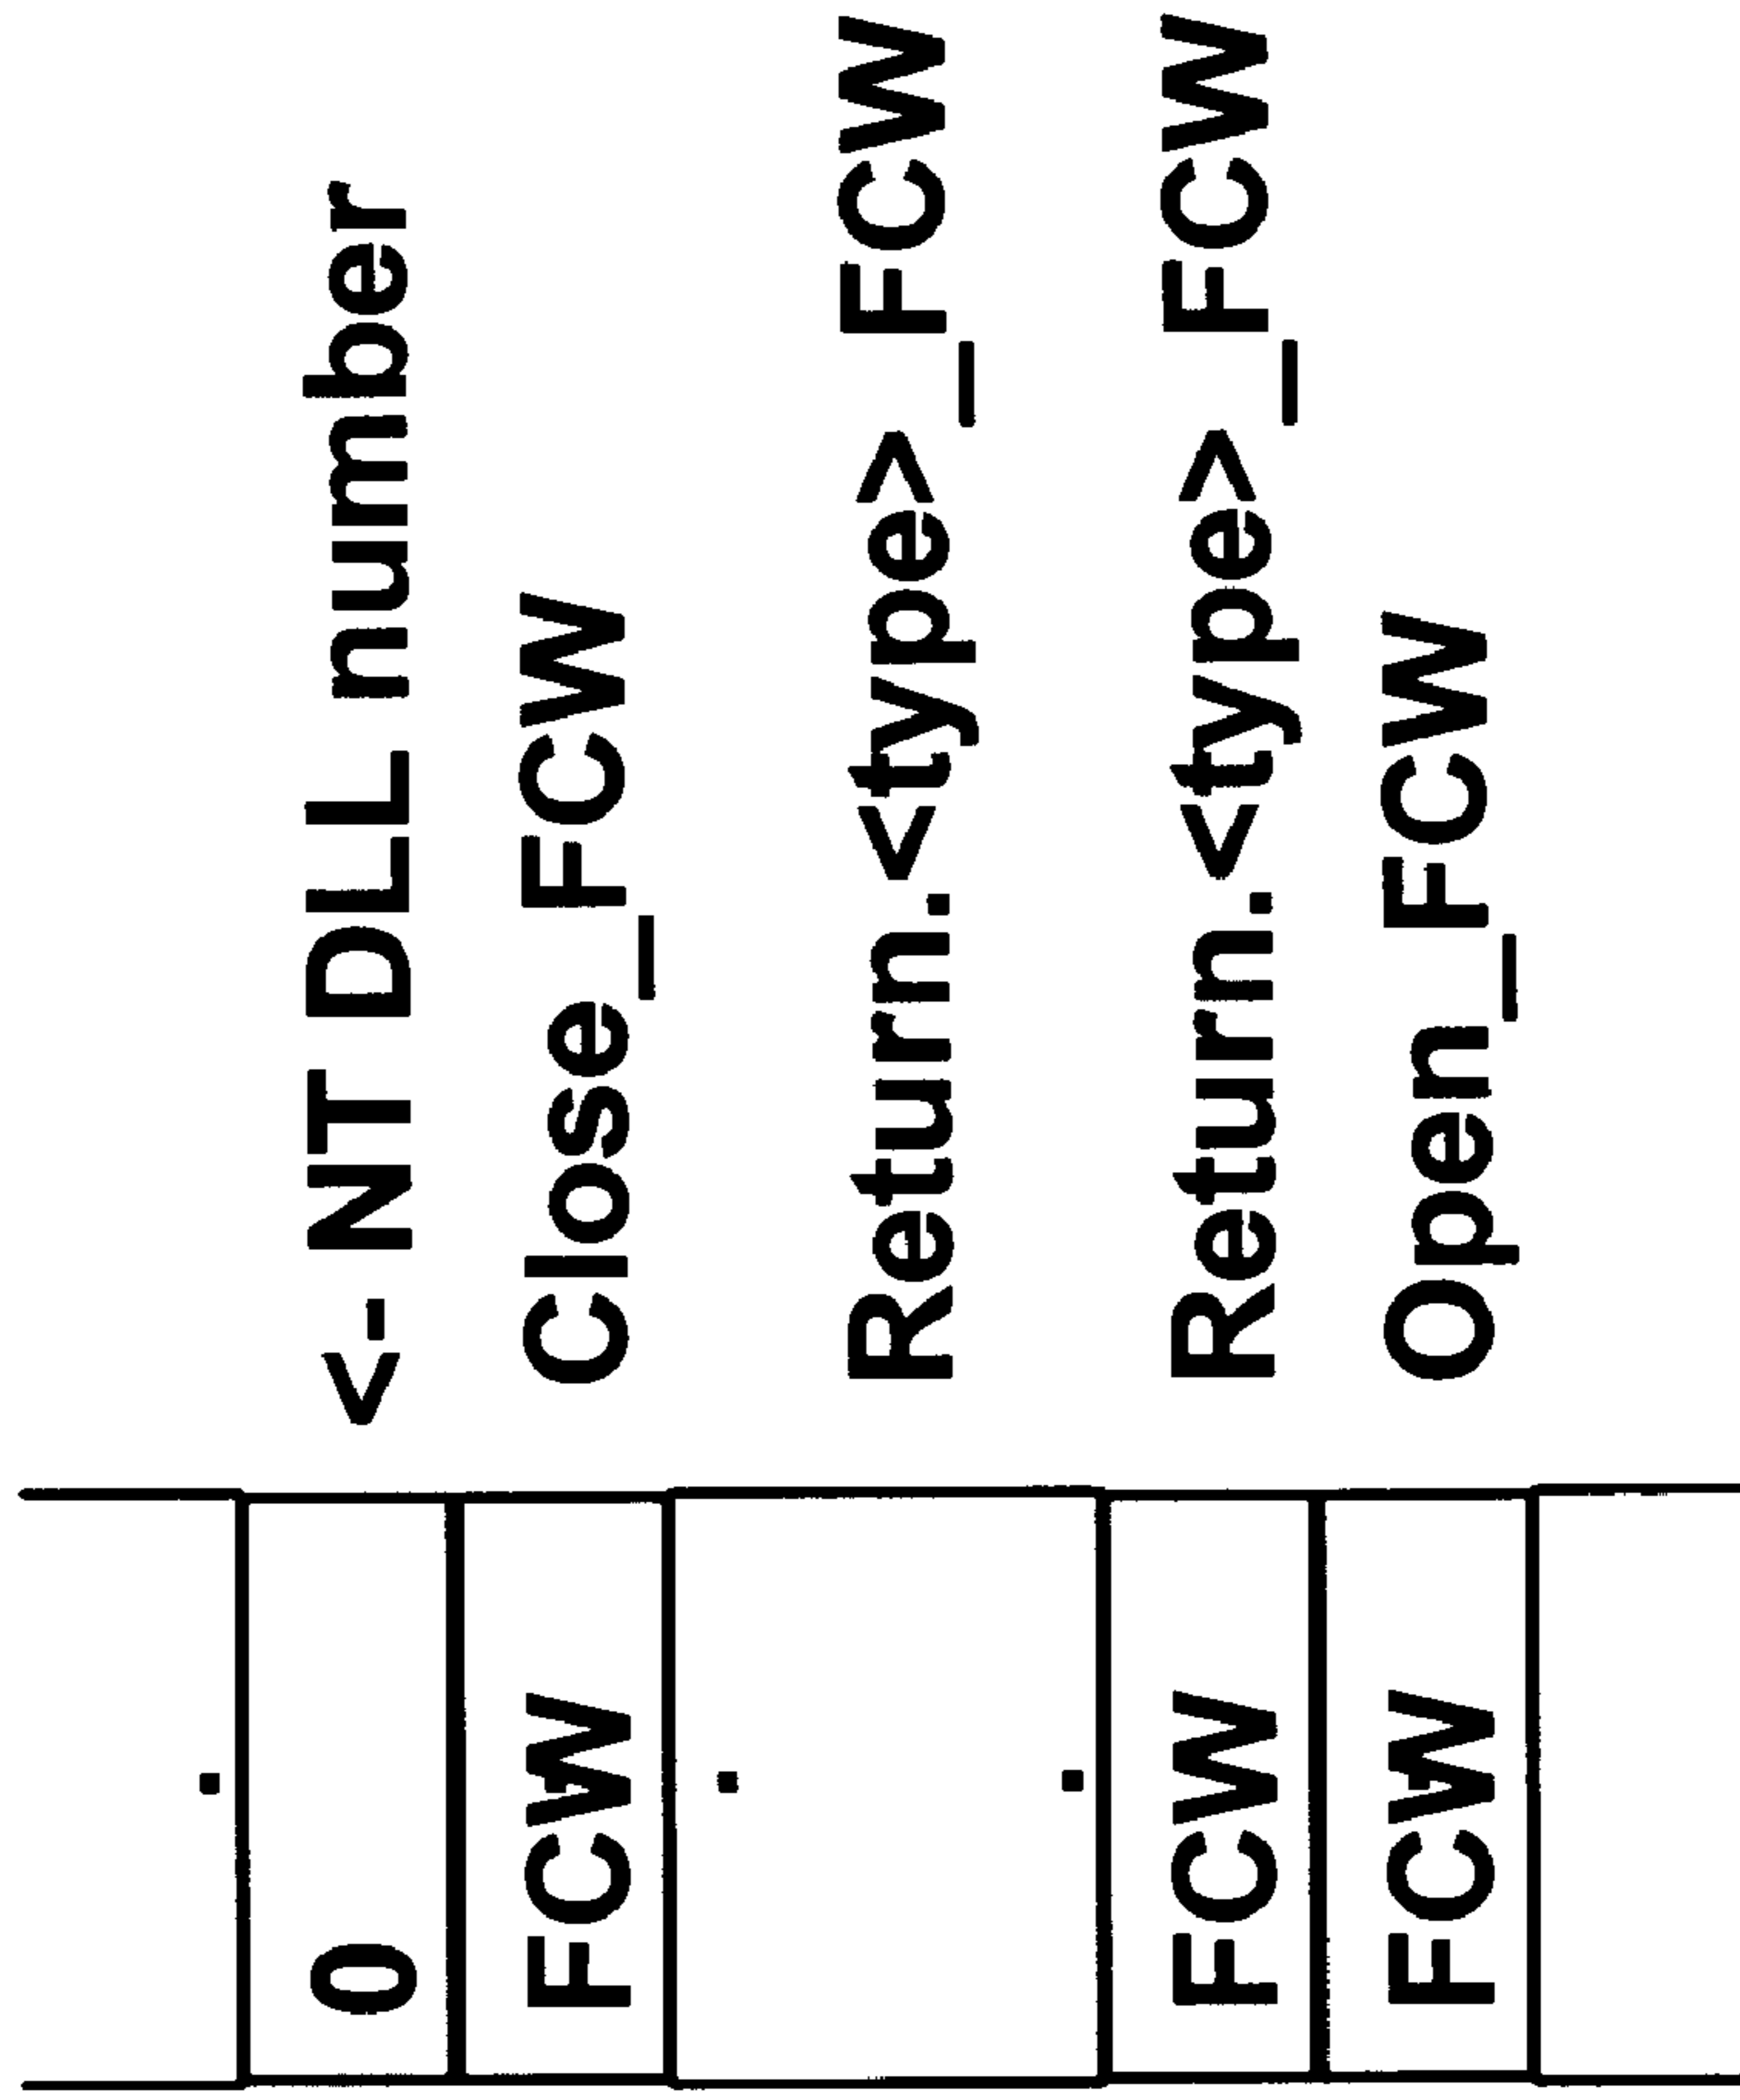 .
0 <- NT DLL number
FCW Close_FCW
.
Return.<type>_FCW
.
FCW Return.<type>_FCW
FCW Open_FCW